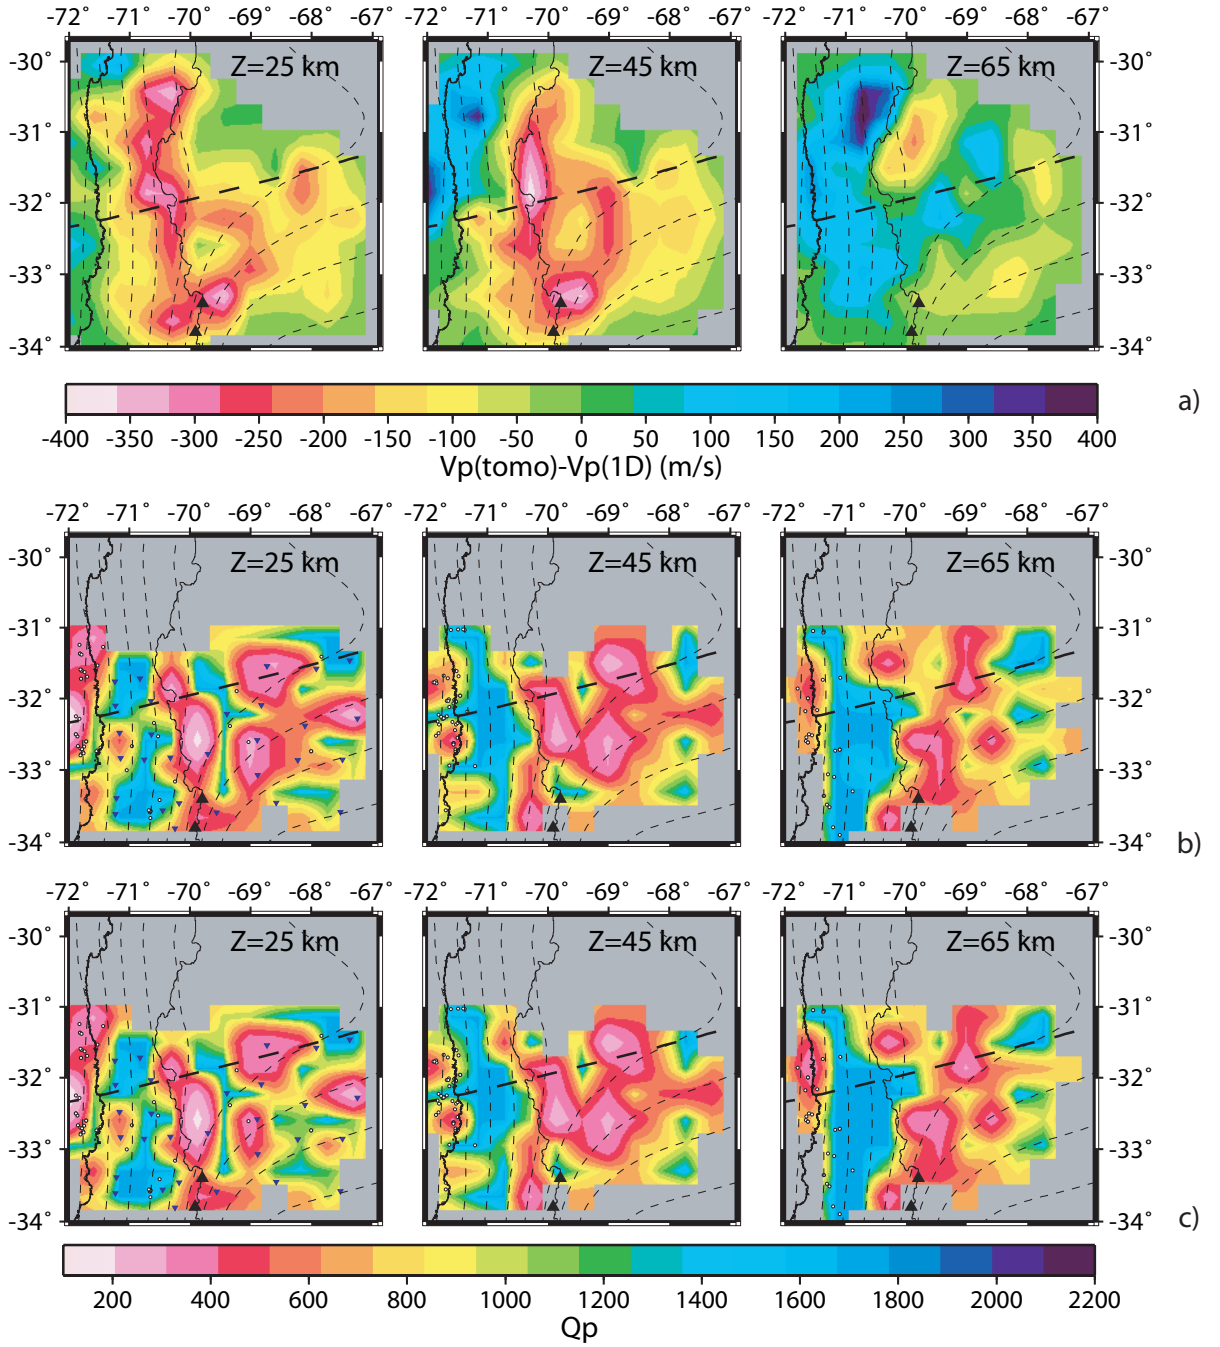 -72˚ -71˚ -70˚ -69˚ -68˚ -67˚ -72˚ -71˚ -70˚ -69˚ -68˚ -67˚ -72˚ -71˚ -70˚ -69˚ -68˚ -67˚
-30˚ Z=25 km Z=45 km Z=65 km -30˚
-31˚ -31˚
-32˚ -32˚
-33˚ -33˚
-34˚ -34˚
a)
-400 -350 -300 -250 -200 -150 -100 -50 0 50 100 150 200 250 300 350 400
Vp(tomo)-Vp(1D) (m/s)
-72˚ -71˚ -70˚ -69˚ -68˚ -67˚ -72˚ -71˚ -70˚ -69˚ -68˚ -67˚ -72˚ -71˚ -70˚ -69˚ -68˚ -67˚
-30˚ Z=25 km Z=45 km Z=65 km -30˚
-31˚ -31˚
-32˚ -32˚
-33˚ -33˚
-34˚ -34˚
b)
-72˚ -71˚ -70˚ -69˚ -68˚ -67˚ -72˚ -71˚ -70˚ -69˚ -68˚ -67˚ -72˚ -71˚ -70˚ -69˚ -68˚ -67˚
-30˚ Z=25 km Z=45 km Z=65 km -30˚
-31˚ -31˚
-32˚ -32˚
-33˚ -33˚
-34˚ -34˚
c)
200 400 600 800 1000 1200 1400 1600 1800 2000 2200
Qp